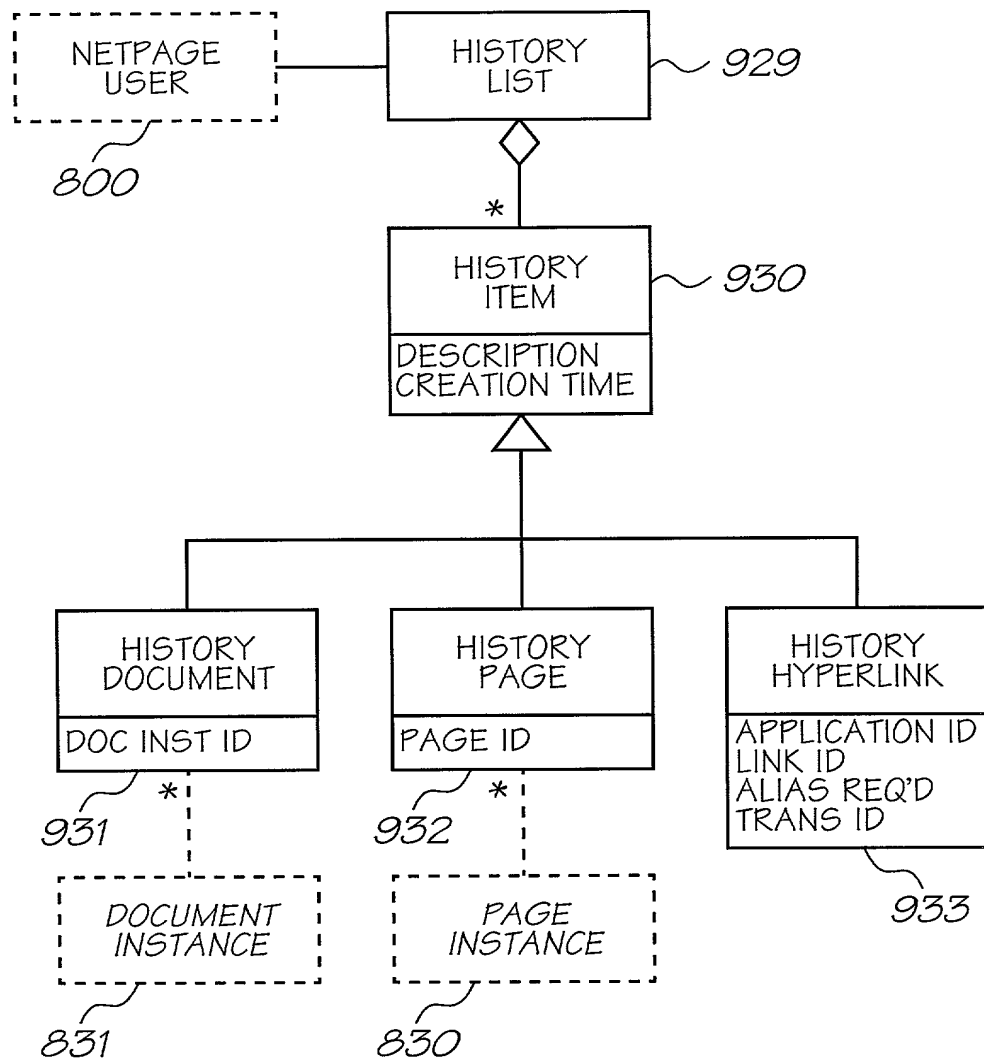 NETPAGE
USER
800
HISTORY
LIST
929
*
HISTORY
ITEM
930
DESCRIPTION
CREATION TIME
HISTORY
DOCUMENT
DOC INST ID
931
*
HISTORY
PAGE
PAGE ID
932
*
HISTORY
HYPERLINK
APPLICATION ID
LINK ID
ALIAS REQ'D
TRANS ID
933
DOCUMENT
INSTANCE
831
PAGE
INSTANCE
830